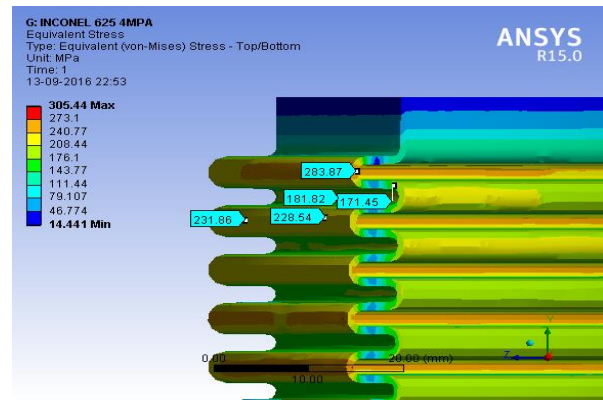 G: INCONEL 625 4MPA
Equivalent Stress
Type: Equivalent (von-Mises) Stress - Top/Bottom
Unit: MPa
Time: 1
13-09-2016 22:53
ANSYS
R15.0
305.44 Max
273.1
240.77
208.44
176.1
143.77
111.44
79.107
46.774
14.441 Min
283.87
181.82
171.45
231.86
228.54
0.00
20.00 (mm)
10.00
Y
Z